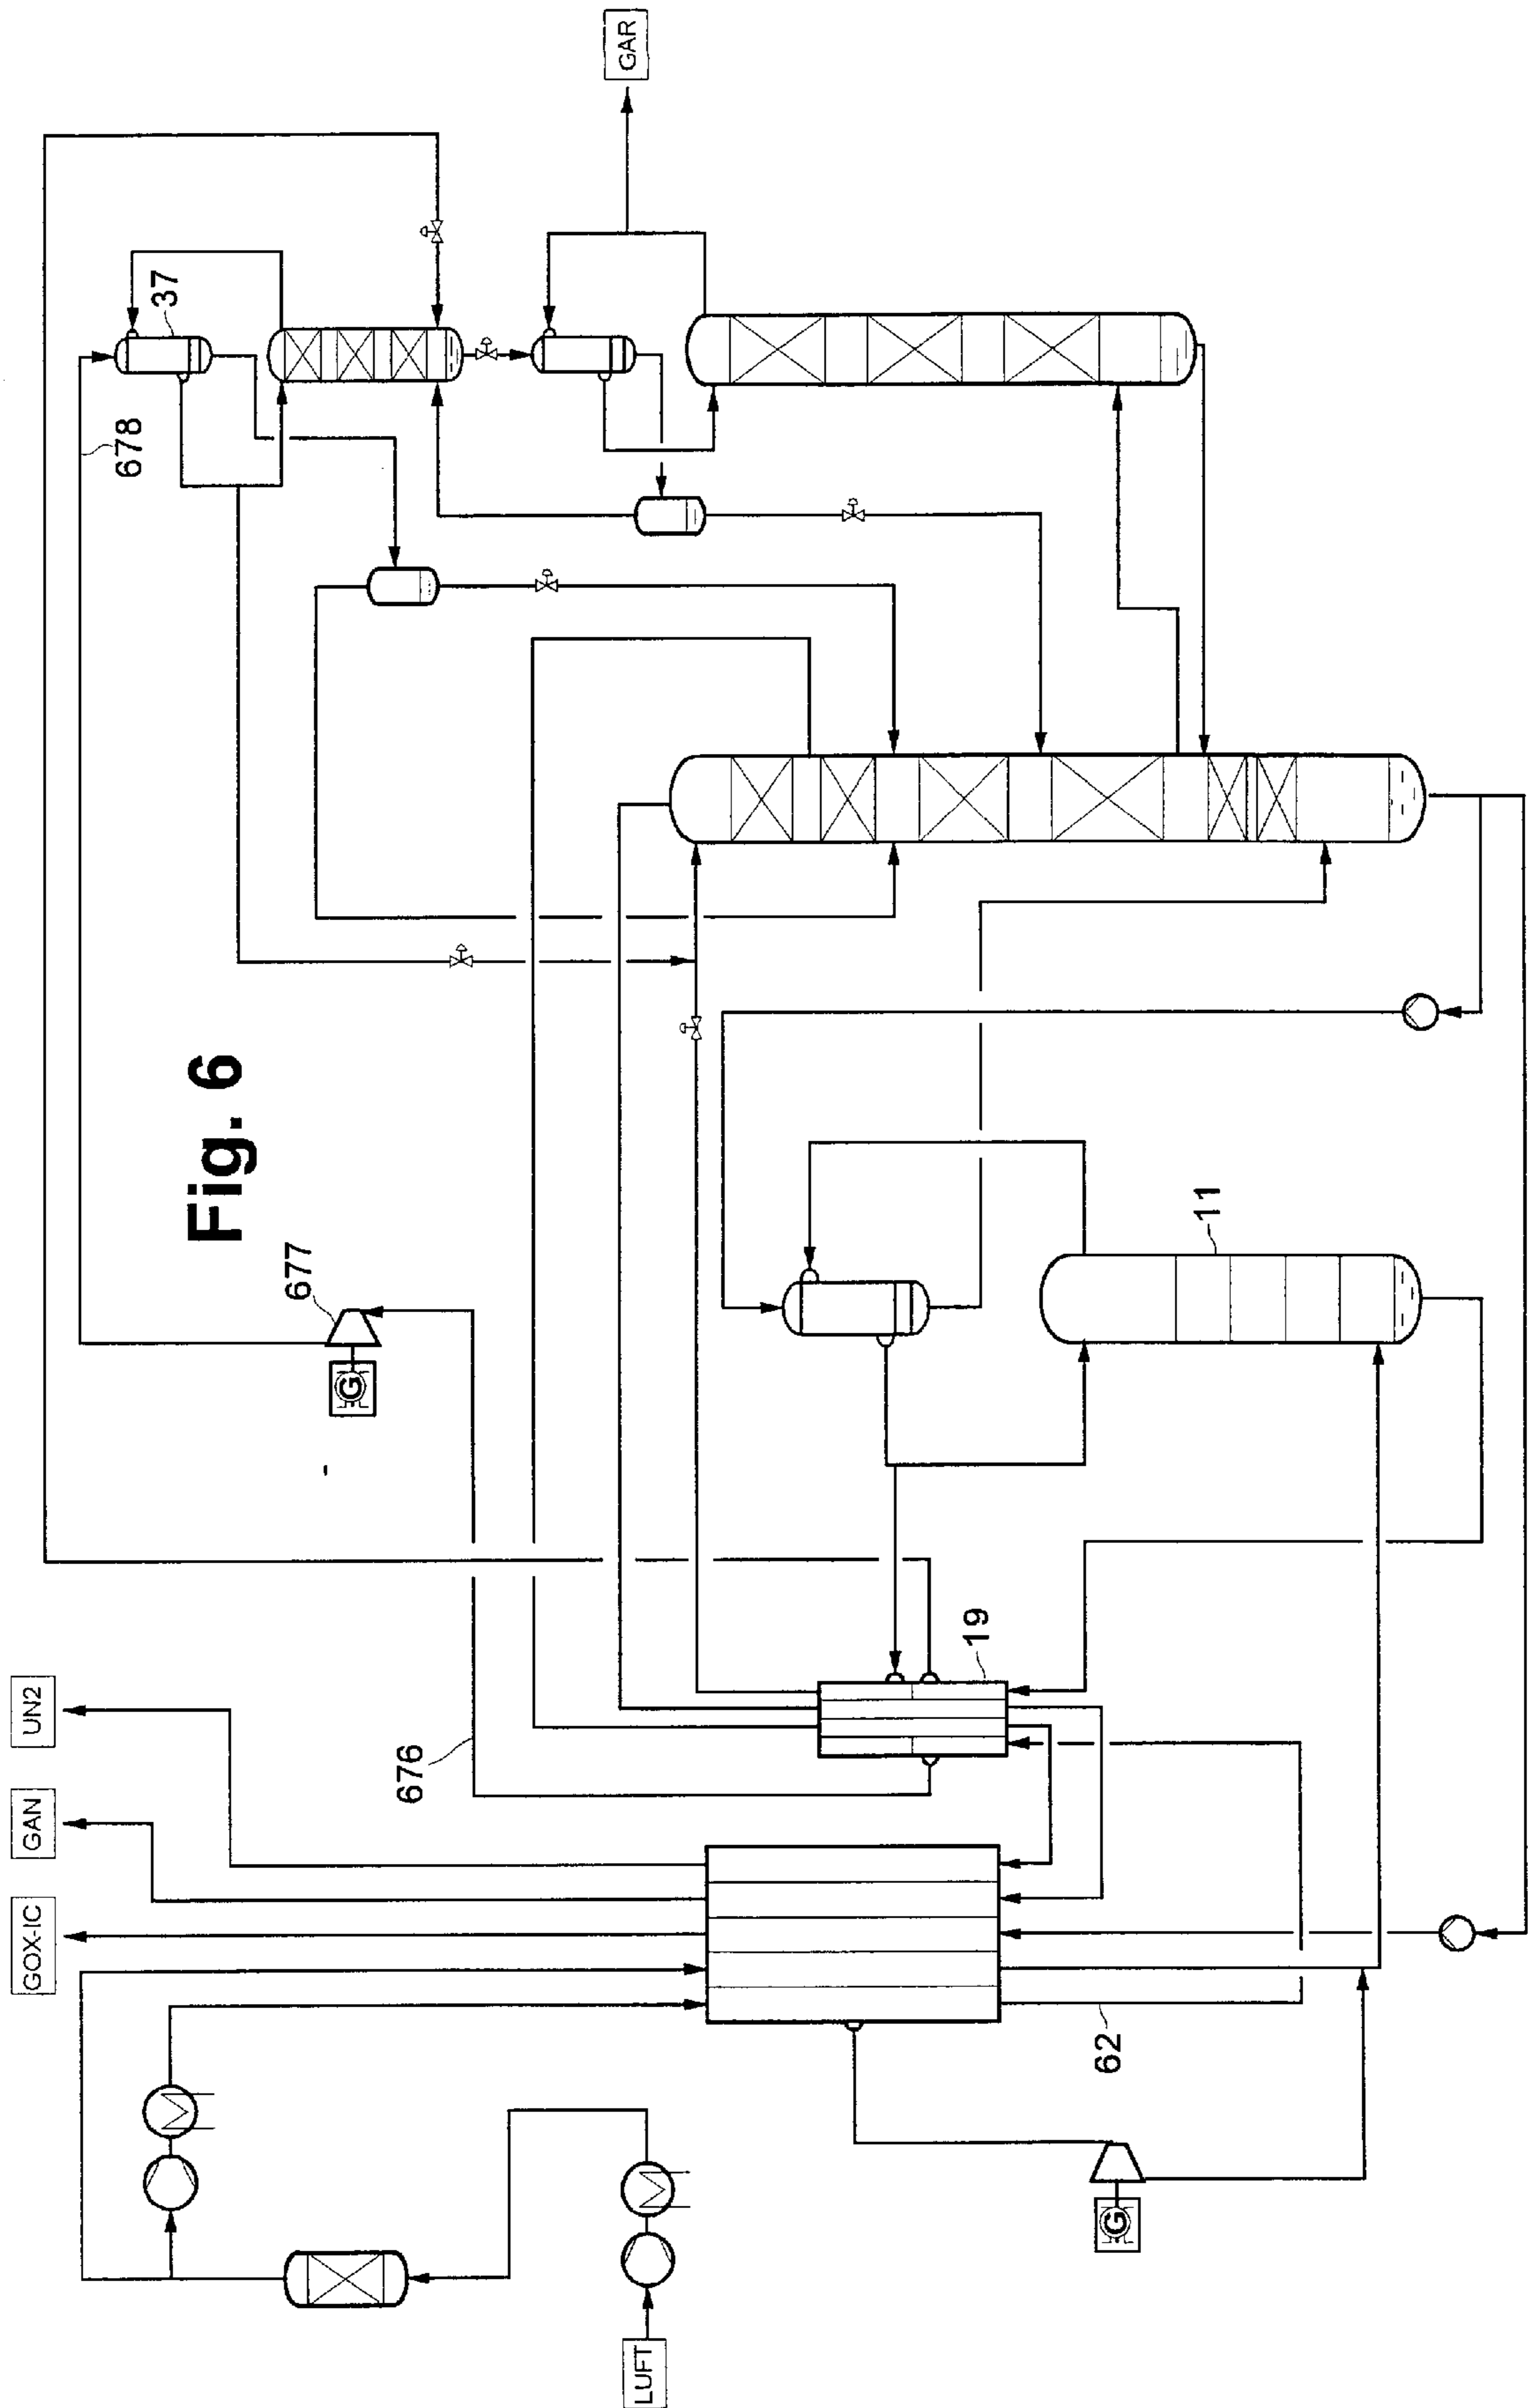 Fig. 6
LUFT
GOX-IC
GAN
UN2
GAR
G
G
62
676
677
678
19
11
37